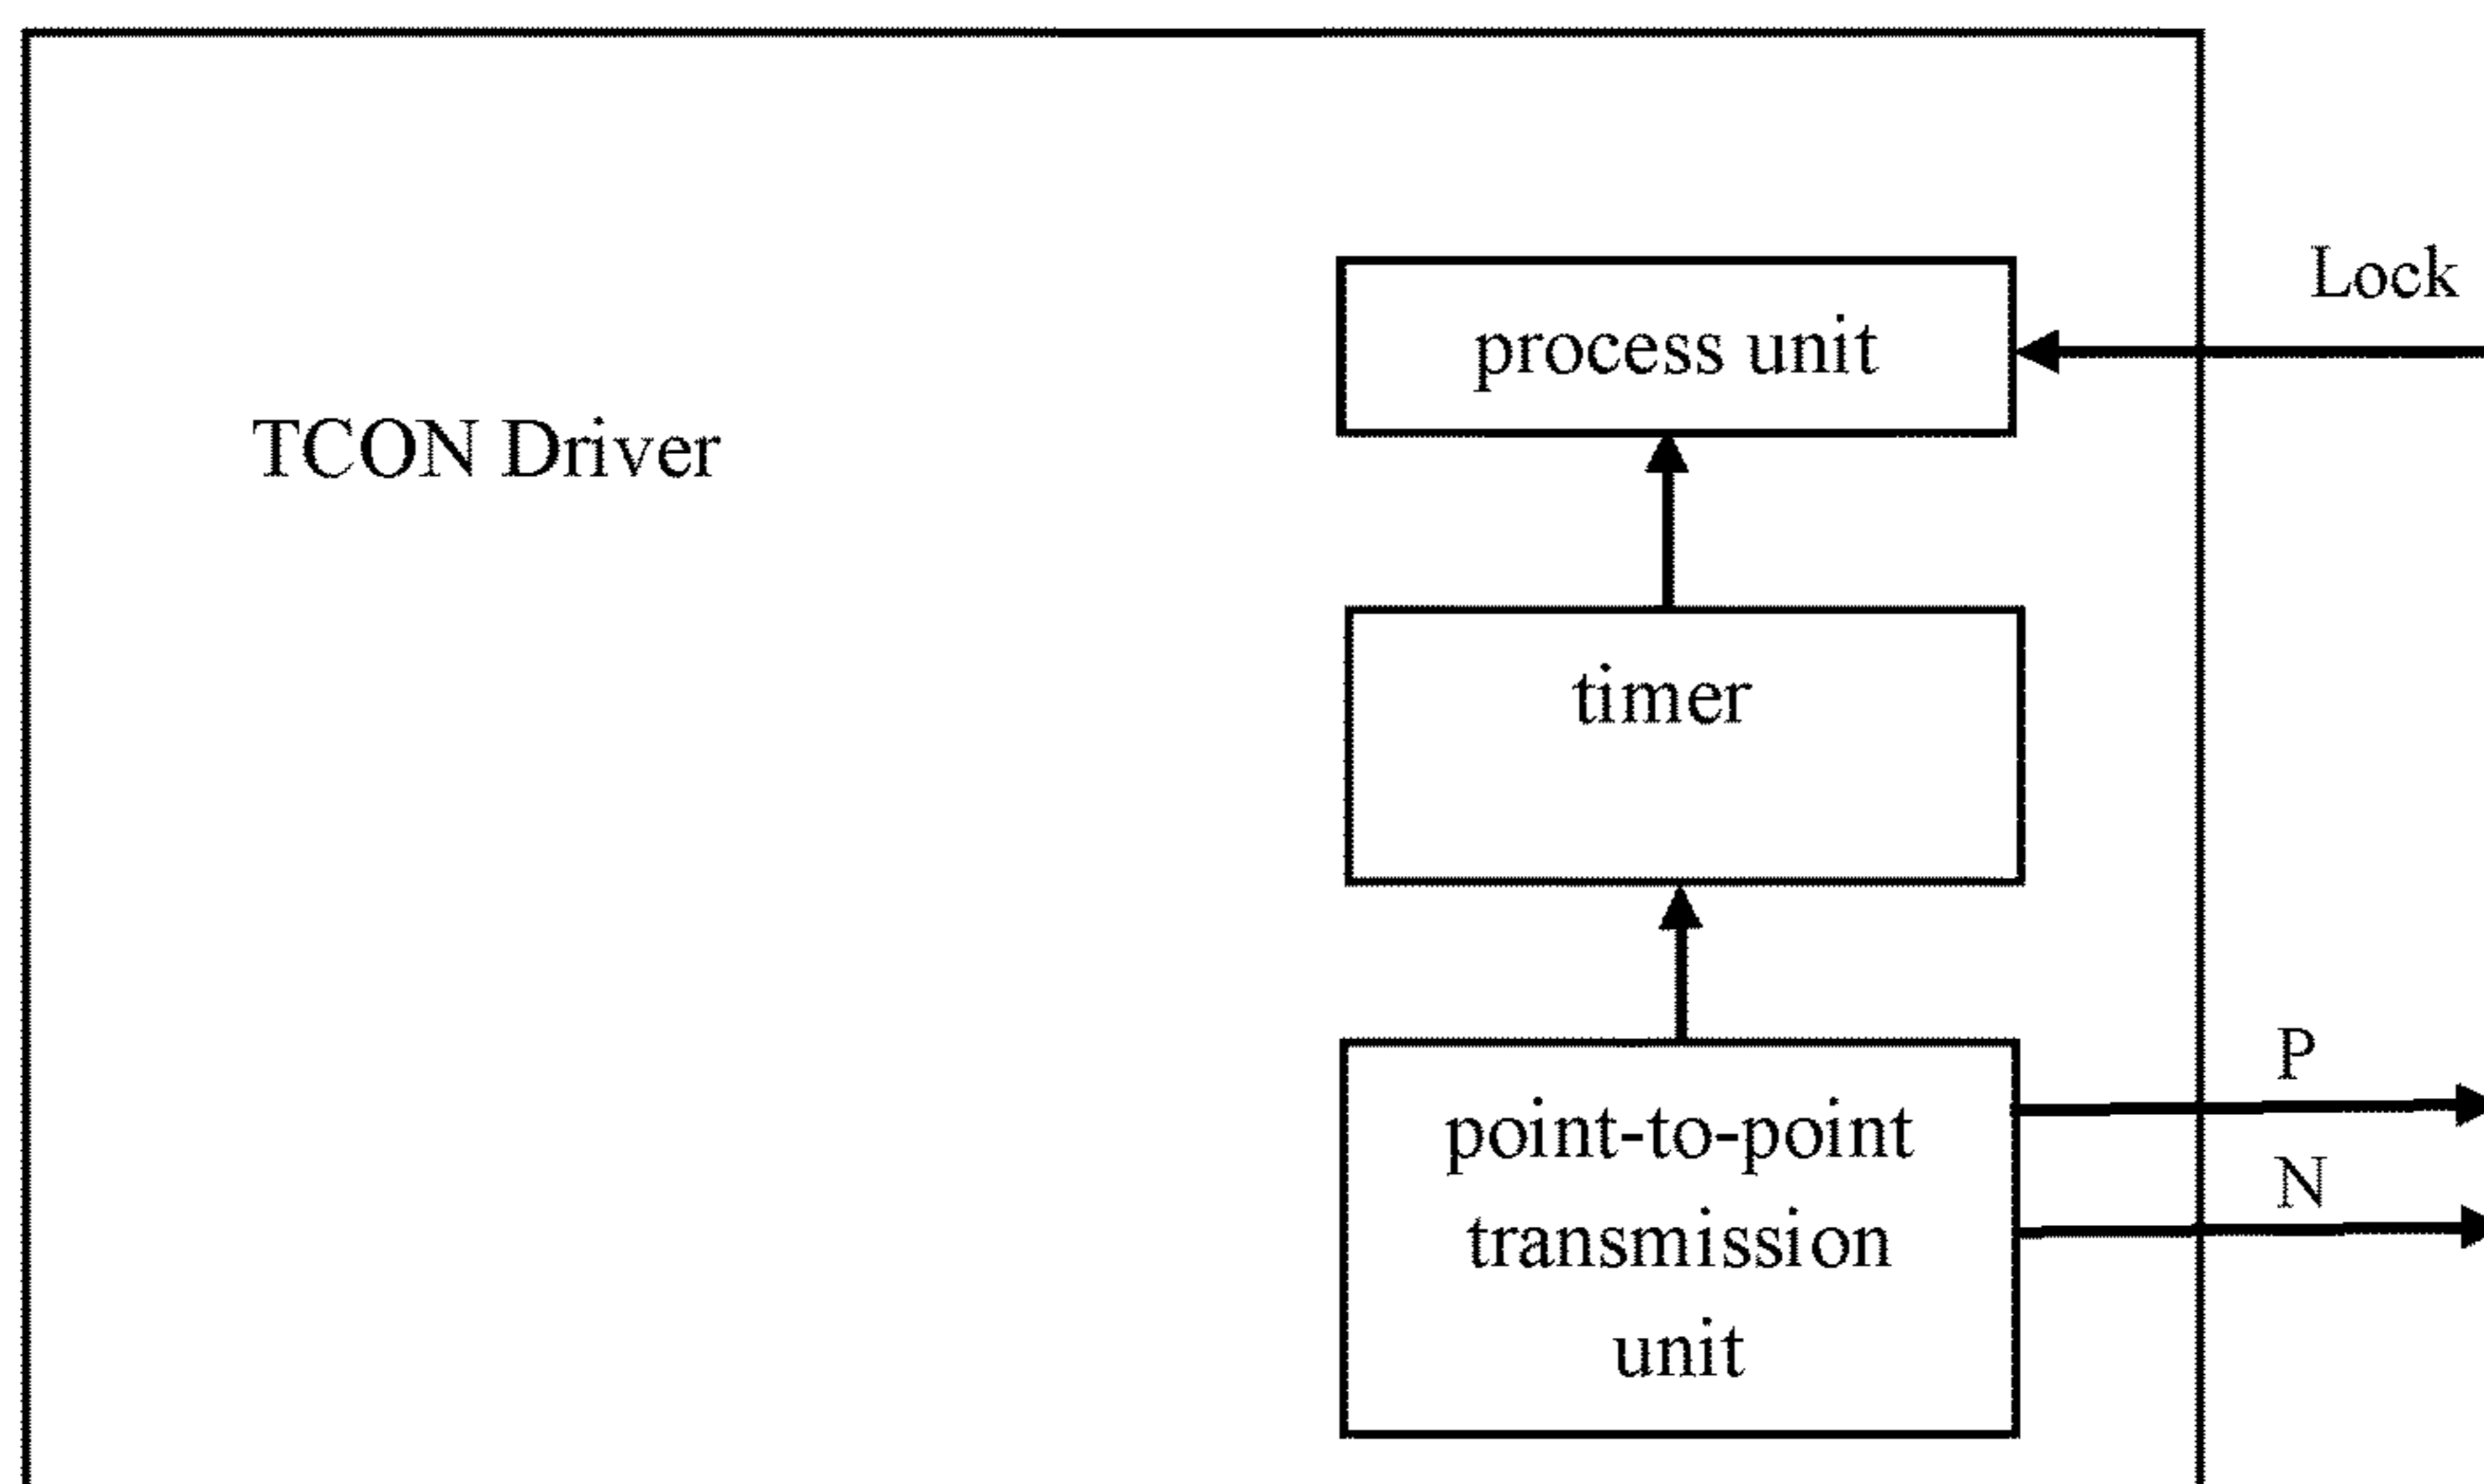 Lock
process unit
TCON Driver
timer
P
point-to-point
N
transmission
unit